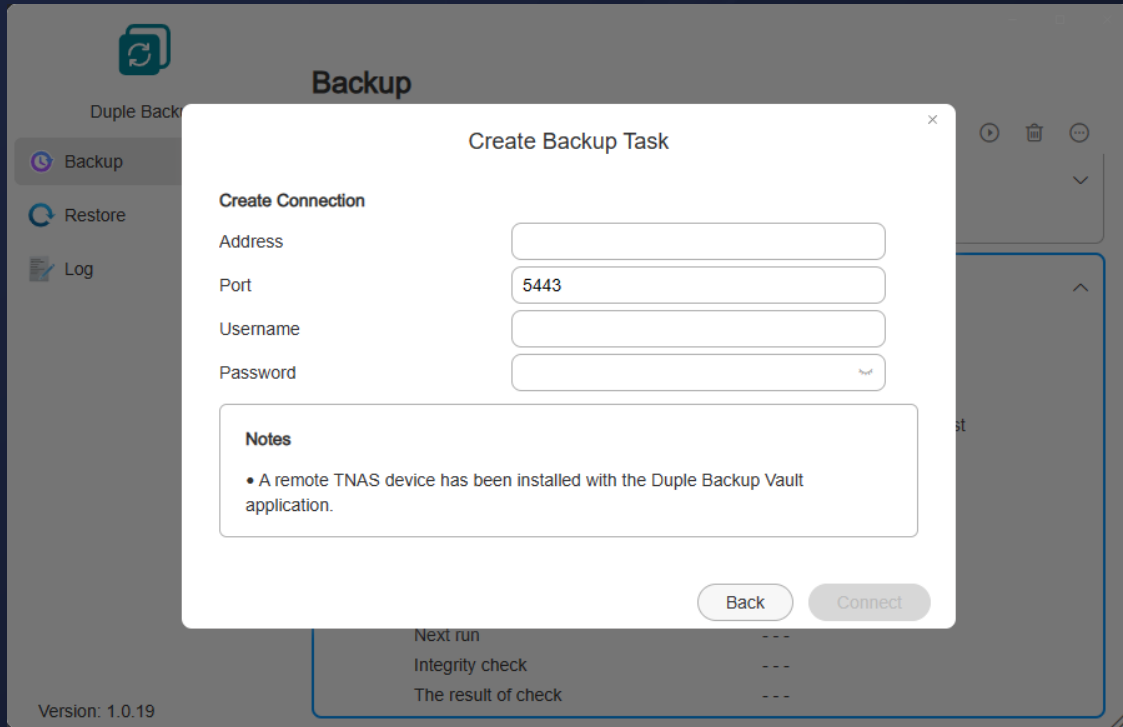 Duple Back
Backup
Restore
Log
Version: 1.0.19
Backup
Create Backup Task
Create Connection
Address
Port 5443
Username
Password
Notes
• A remote TNAS device has been installed with the Duple Backup Vault
application.
Back Connect
Next run ---
Integrity check ---
The result of check ---